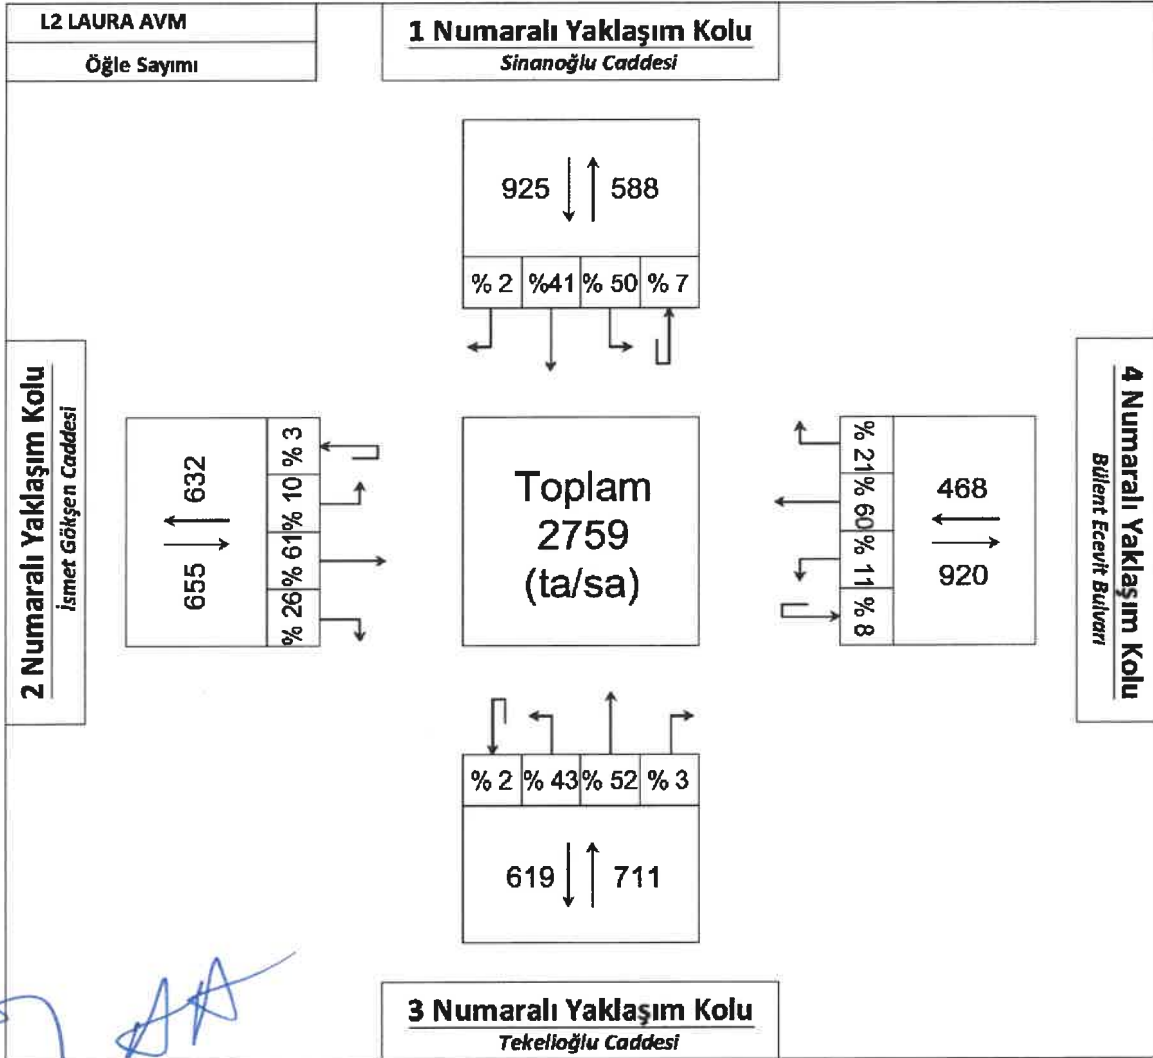 L2 LAURA AVM
Öğle Sayımı
1 Numaralı Yaklaşım Kolu
Sinanoğlu Caddesi
925 588
% 2 %41 % 50 % 7
2 Numaralı Yaklaşım Kolu
İsmet Gökşen Caddesi
632
655
% 3
% 10
% 61
% 26
Toplam
2759
(ta/sa)
% 21
% 60
% 11
% 8
468
920
4 Numaralı Yaklaşım Kolu
Bülent Ecevit Bulvarı
% 2 % 43 % 52 % 3
619 711
3 Numaralı Yaklaşım Kolu
Tekelioğlu Caddesi